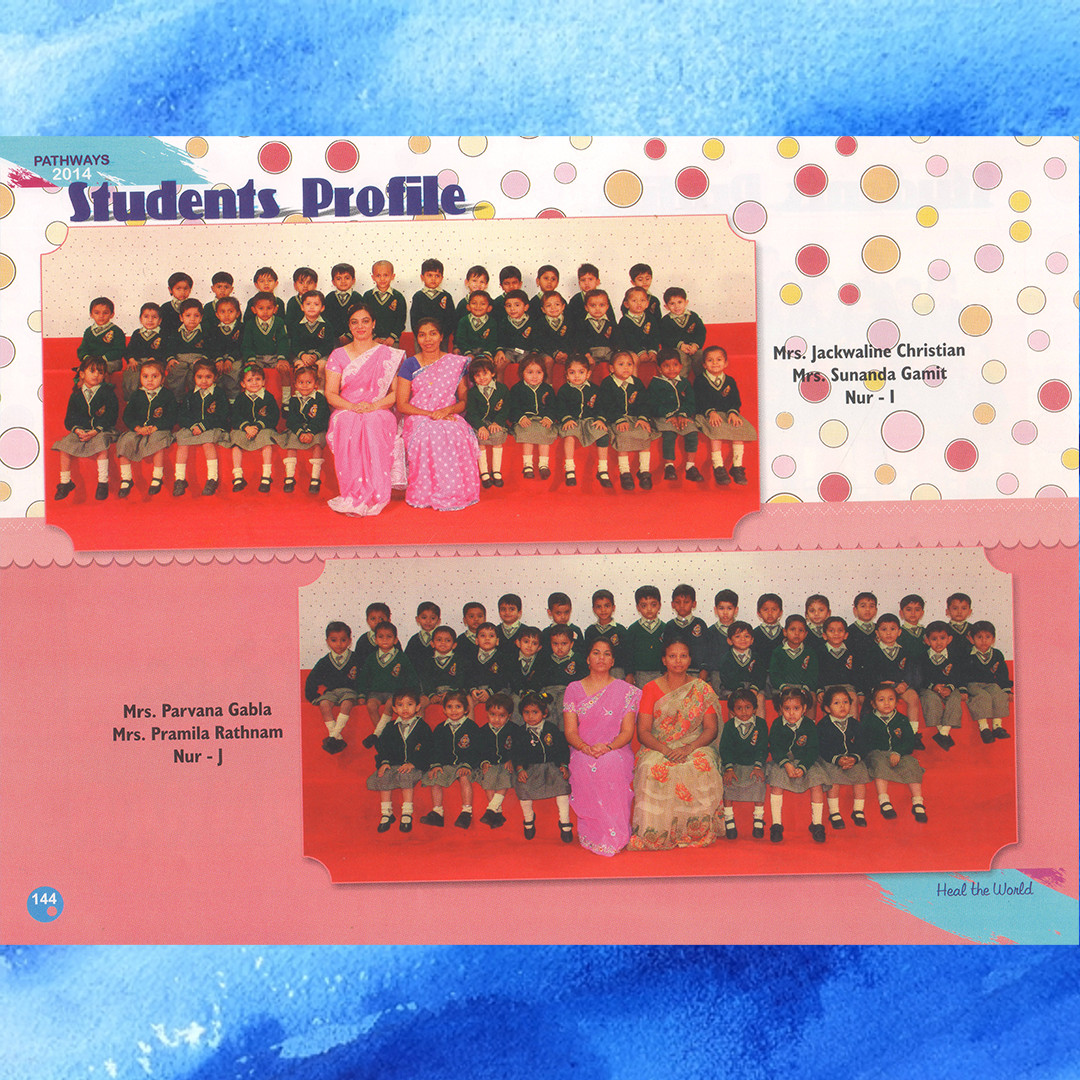 PATHWAYS
2014
Students Profile
Mrs. Jackwaline Christian
Mrs. Sunanda Gamit
Nur - I
Mrs. Parvana Gabla
Mrs. Pramila Rathnam
Nur - J
144
Heal the World